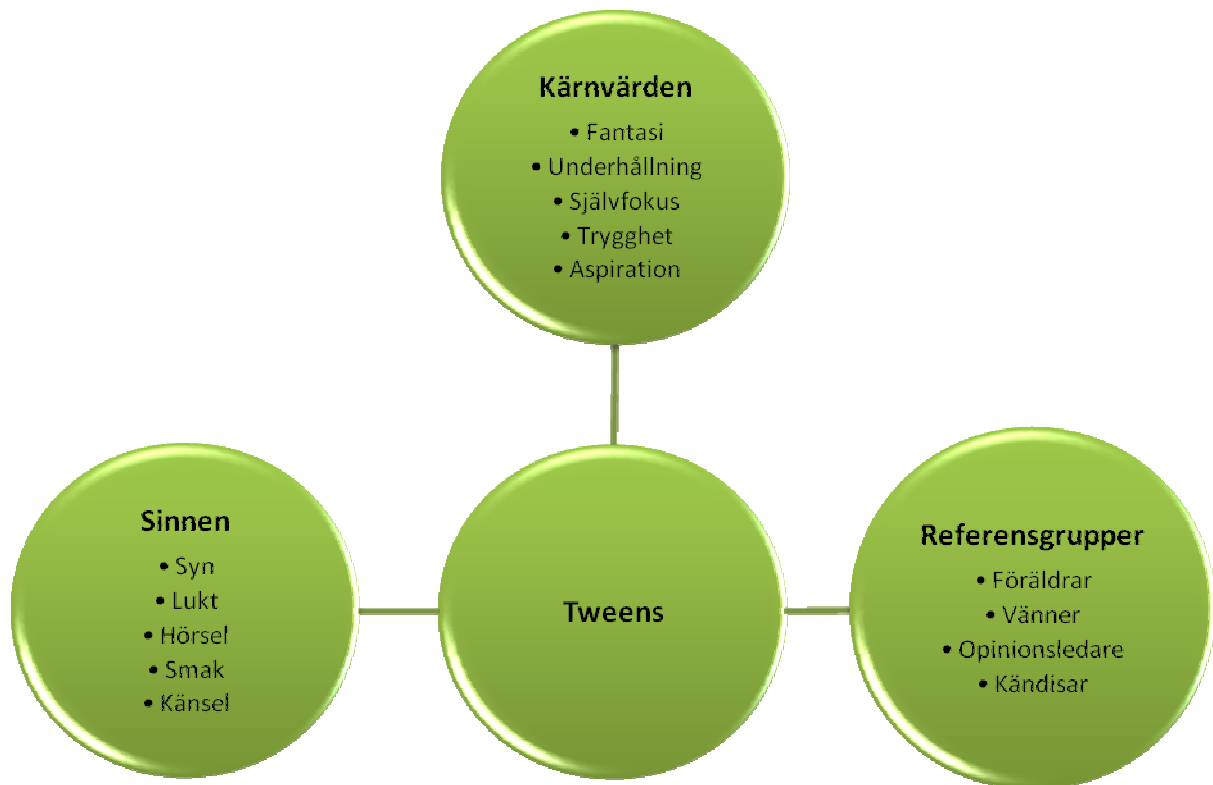 Kärnvärden
• Fantasi
• Underhållning
• Självfokus
• Trygghet
• Aspiration
Sinnen
• Syn
• Lukt
• Hörsel
• Smak
• Känsel
Tweens
Referensgrupper
• Föräldrar
• Vänner
• Opinionsledare
• Kändisar